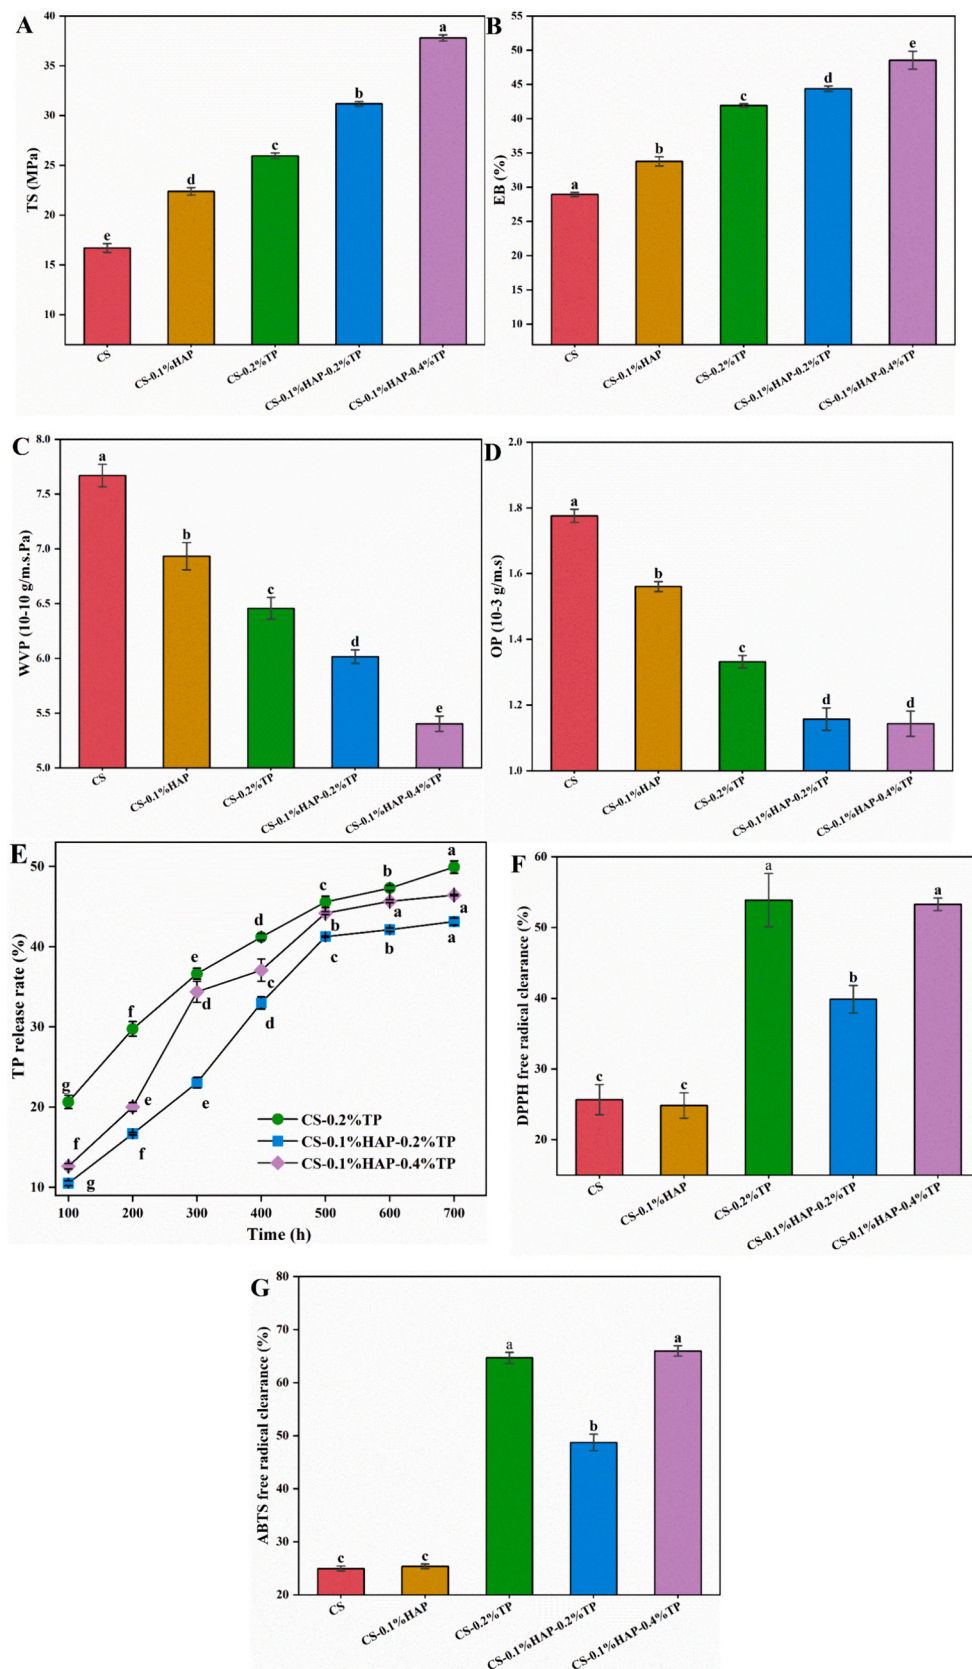 A
TS (MPa)
40
35
30
25
20
15
10
e
d
c
b
a
CS
CS-0.1%HAP
CS-0.2%TP
CS-0.1%HAP-0.2%TP
CS-0.1%HAP-0.4%TP
B
EB (%)
55
50
45
40
35
30
25
20
15
10
a
b
c
d
e
CS
CS-0.1%HAP
CS-0.2%TP
CS-0.1%HAP-0.2%TP
CS-0.1%HAP-0.4%TP
C
WVP (10-10 g/m.s.Pa)
8.0
7.5
7.0
6.5
6.0
5.5
5.0
a
b
c
d
e
CS
CS-0.1%HAP
CS-0.2%TP
CS-0.1%HAP-0.2%TP
CS-0.1%HAP-0.4%TP
D
OP (10-3 g/m.s)
2.0
1.8
1.6
1.4
1.2
1.0
a
b
c
d
d
CS
CS-0.1%HAP
CS-0.2%TP
CS-0.1%HAP-0.2%TP
CS-0.1%HAP-0.4%TP
E
TP release rate (%)
50
40
30
20
10
g
f
e
d
c
b
a
f
e
d
c
b
a
a
g
f
e
d
c
b
a
CS-0.2%TP
CS-0.1%HAP-0.2%TP
CS-0.1%HAP-0.4%TP
100 200 300 400 500 600 700
Time (h)
F
DPPH free radical clearance (%)
60
50
40
30
20
c
c
a
b
a
CS
CS-0.1%HAP
CS-0.2%TP
CS-0.1%HAP-0.2%TP
CS-0.1%HAP-0.4%TP
G
ABTS free radical clearance (%)
80
70
60
50
40
30
20
c
c
a
b
a
CS
CS-0.1%HAP
CS-0.2%TP
CS-0.1%HAP-0.2%TP
CS-0.1%HAP-0.4%TP